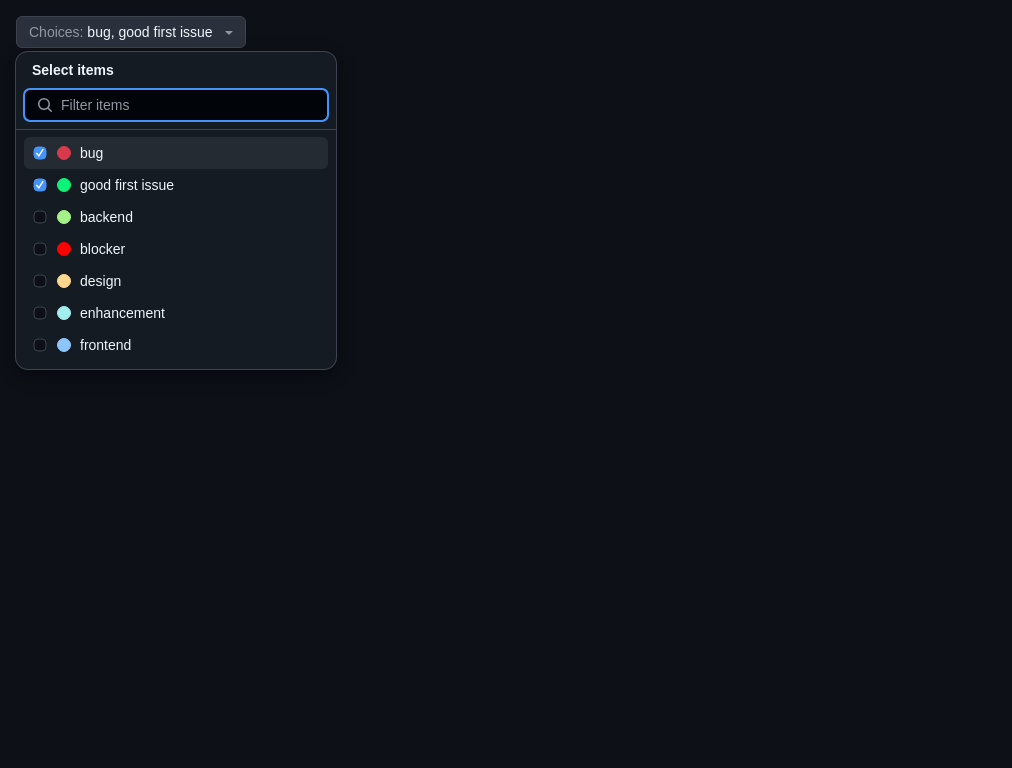 Choices: bug, good first issue
Select items
Filter items
bug
good first issue
backend
blocker
design
enhancement
frontend